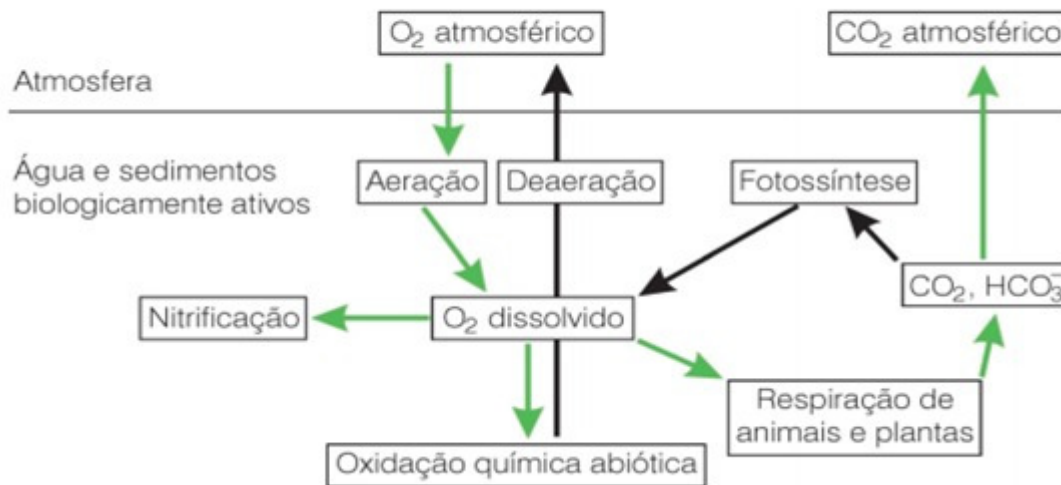 O₂ atmosférico
CO₂ atmosférico
Atmosfera
Água e sedimentos
biologicamente ativos
Aeração
Deaeração
Fotossíntese
CO₂, HCO₃⁻
Nitrificação
O₂ dissolvido
Respiração de
animais e plantas
Oxidação química abiótica